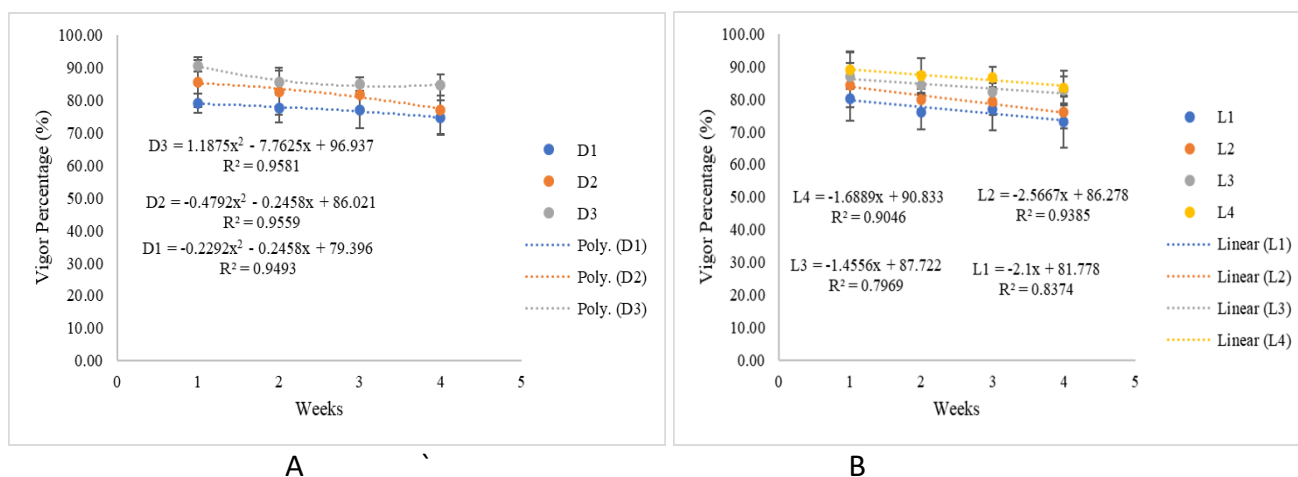 100.00
90.00
80.00
70.00
60.00
50.00
40.00
30.00
20.00
10.00
0.00
Vigor Percentage (%)
D3 = 1.1875x² - 7.7625x + 96.937
R² = 0.9581
D2 = -0.4792x² - 0.2458x + 86.021
R² = 0.9559
D1 = -0.2292x² - 0.2458x + 79.396
R² = 0.9493
0 1 2 3 4 5
Weeks
D1
D2
D3
Poly. (D1)
Poly. (D2)
Poly. (D3)
A `
100.00
90.00
80.00
70.00
60.00
50.00
40.00
30.00
20.00
10.00
0.00
Vigor Percentage (%)
L4 = -1.6889x + 90.833
R² = 0.9046
L2 = -2.5667x + 86.278
R² = 0.9385
L3 = -1.4556x + 87.722
R² = 0.7969
L1 = -2.1x + 81.778
R² = 0.8374
0 1 2 3 4 5
Weeks
L1
L2
L3
L4
Linear (L1)
Linear (L2)
Linear (L3)
Linear (L4)
B